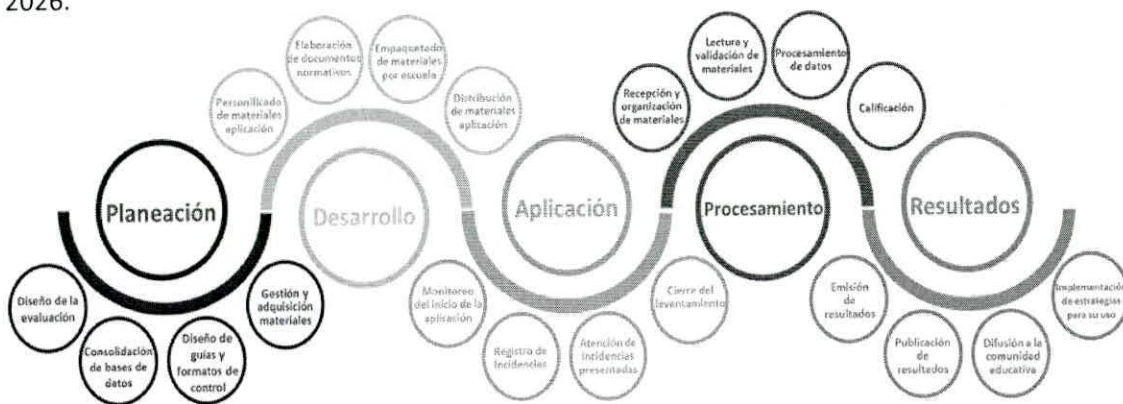 2026.
Planeación
Diseño de la
evaluación
Consolidación
de bases de
datos
Diseño de
guías y
formatos de
control
Gestión y
adquisición
materiales
Desarrollo
Personificado
de materiales
aplicación
Elaboración
de documentos
normativos
Empaquetado
de materiales
por escuela
Distribución
de materiales
aplicación
Aplicación
Monitoreo
del inicio de la
aplicación
Registro de
Incidencias
Atención de
Incidencias
presentadas
Cierre del
levantamiento
Procesamiento
Recepción y
organización
de materiales
Lectura y
validación de
materiales
Procesamiento
de datos
Calificación
Resultados
Emisión
de
resultados
Publicación
de
resultados
Difusión a la
comunidad
educativa
Implementación
de estrategias
para su uso